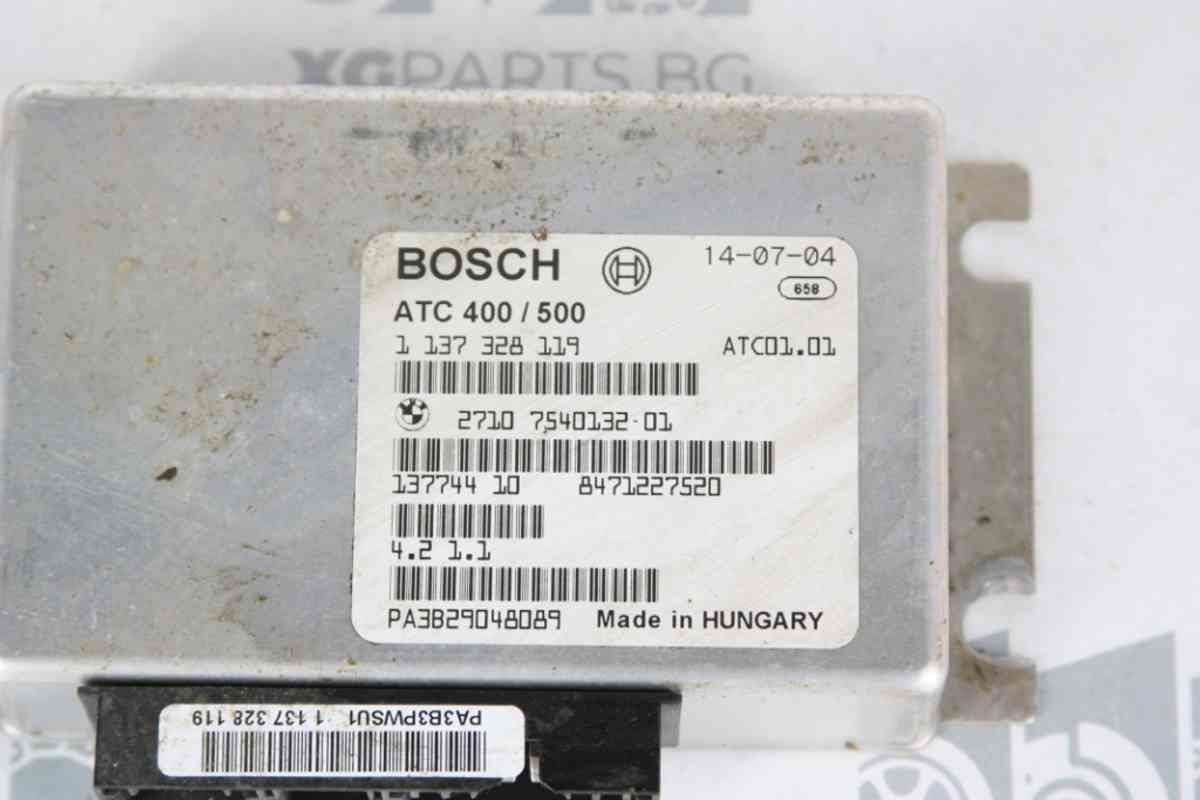 XGPARTS.BG
BOSCH
14-07-04
658
ATC 400 / 500
1 137 328 119
ATC01.01
2710 7540132-01
137744 10 8471227520
4.2 1.1
PA3B29048089 Made in HUNGARY
PA3B3PWSU1 1 137 328 119